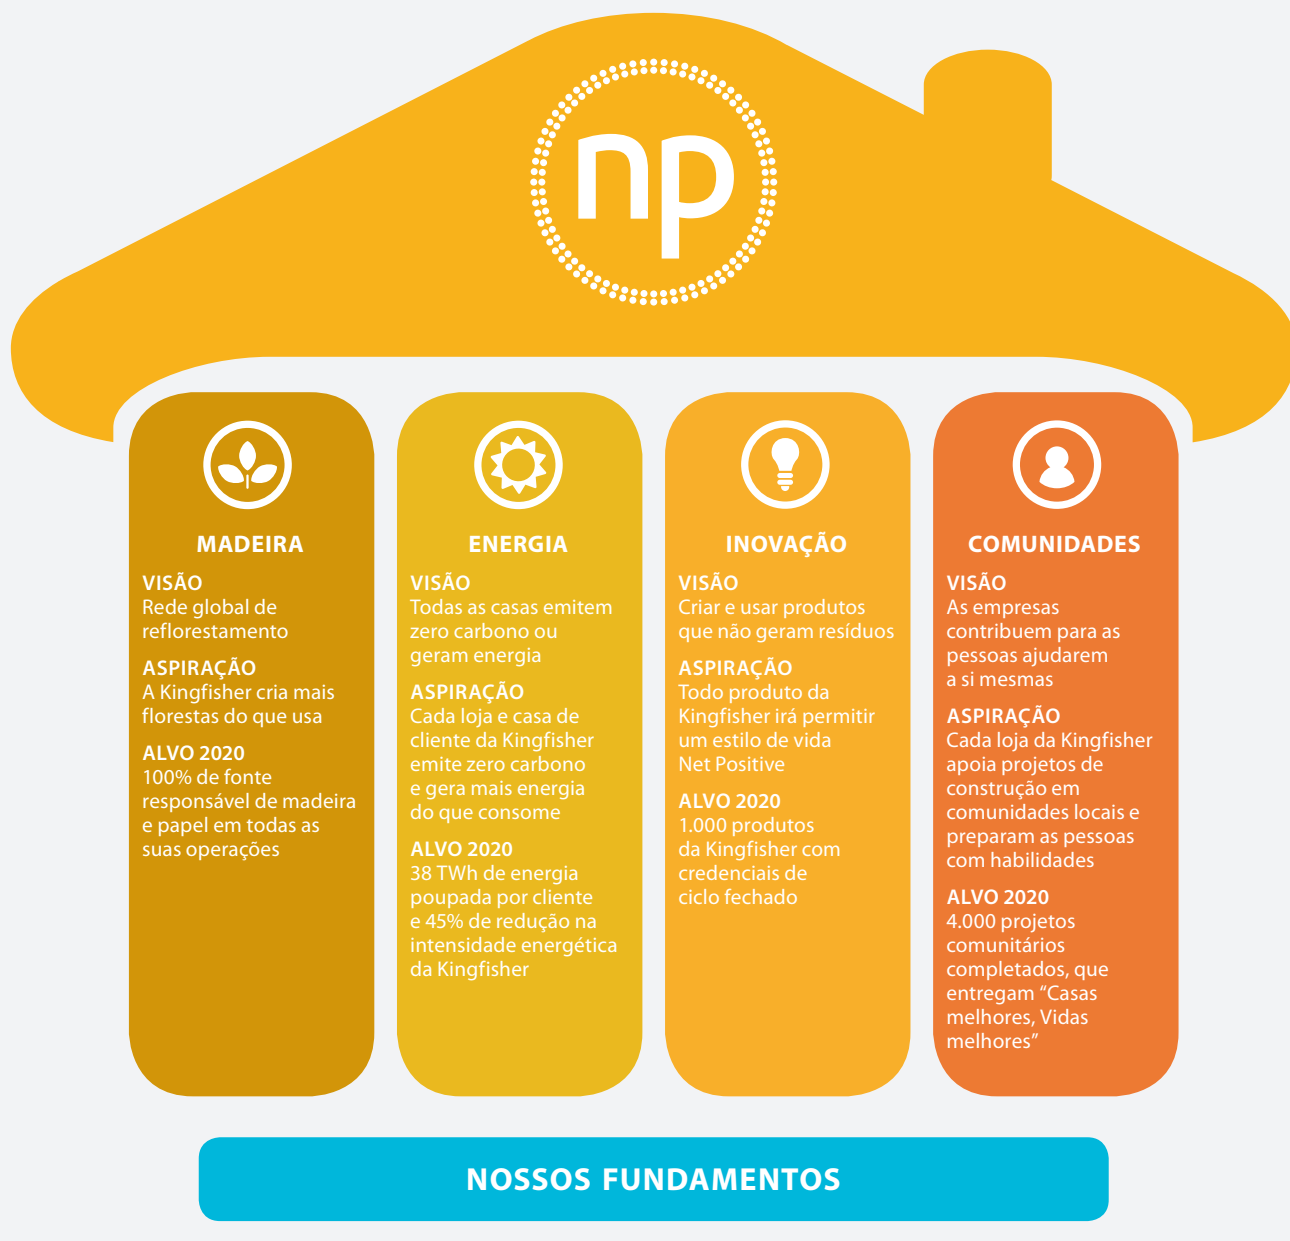 np
MADEIRA
VISÃO
Rede global de
reflorestamento
ASPIRAÇÃO
A Kingfisher cria mais
florestas do que usa
ALVO 2020
100% de fonte
responsável de madeira
e papel em todas as
suas operações
ENERGIA
VISÃO
Todas as casas emitem
zero carbono ou
geram energia
ASPIRAÇÃO
Cada loja e casa de
cliente da Kingfisher
emite zero carbono
e gera mais energia
do que consome
ALVO 2020
38 TWh de energia
poupada por cliente
e 45% de redução na
intensidade energética
da Kingfisher
INOVAÇÃO
VISÃO
Criar e usar produtos
que não geram resíduos
ASPIRAÇÃO
Todo produto da
Kingfisher irá permitir
um estilo de vida
Net Positive
ALVO 2020
1.000 produtos
da Kingfisher com
credenciais de
ciclo fechado
COMUNIDADES
VISÃO
As empresas
contribuem para as
pessoas ajudarem
a si mesmas
ASPIRAÇÃO
Cada loja da Kingfisher
apoia projetos de
construção em
comunidades locais e
preparam as pessoas
com habilidades
ALVO 2020
4.000 projetos
comunitários
completados, que
entregam “Casas
melhores, Vidas
melhores”
NOSSOS FUNDAMENTOS